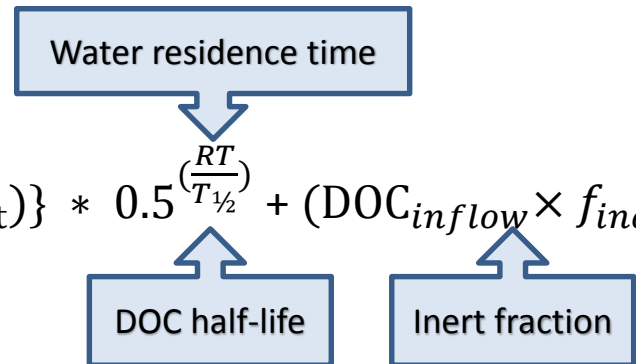 Water residence time
t)} * 0.5^(RT/T½) + (DOC_inflow × f_ine
DOC half-life
Inert fraction